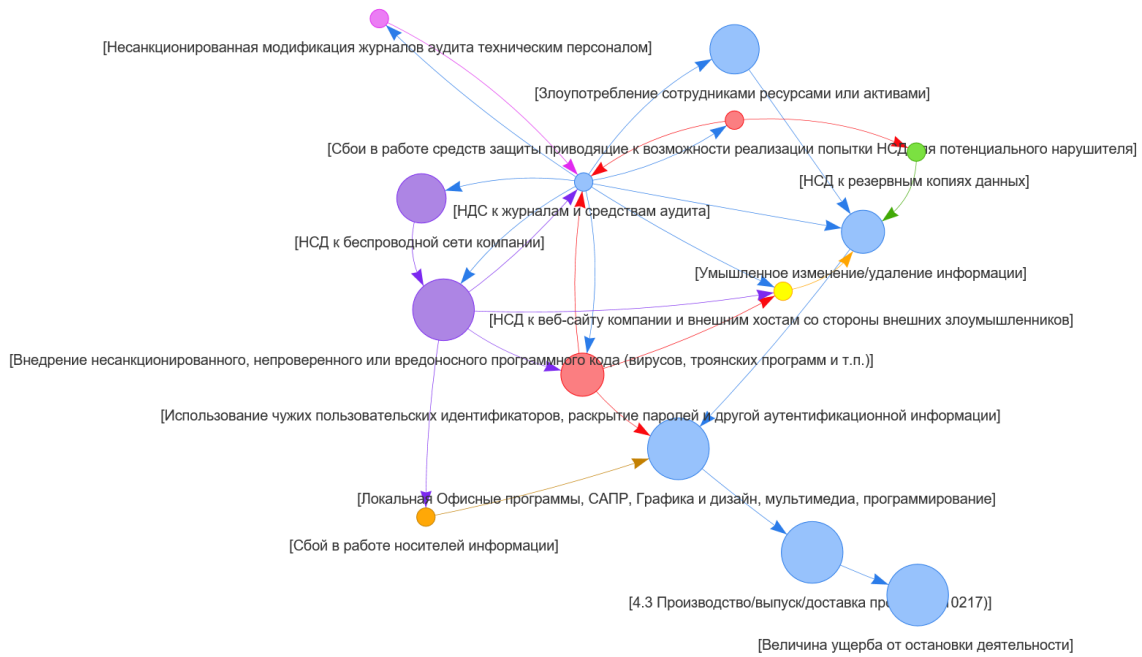 [Несанкционированная модификация журналов аудита техническим персоналом]
[Злоупотребление сотрудниками ресурсами или активами]
[Сбои в работе средств защиты приводящие к возможности реализации попытки НСД для потенциального нарушителя]
[НСД к резервным копиях данных]
[НДС к журналам и средствам аудита]
[НСД к беспроводной сети компании]
[Умышленное изменение/удаление информации]
[НСД к веб-сайту компании и внешним хостам со стороны внешних злоумышленников]
[Внедрение несанкционированного, непроверенного или вредоносного программного кода (вирусов, троянских программ и т.п.)]
[Использование чужих пользовательских идентификаторов, раскрытие паролей и другой аутентификационной информации]
[Локальная Офисные программы, САПР, Графика и дизайн, мультимедиа, программирование]
[Сбой в работе носителей информации]
[4.3 Производство/выпуск/доставка 10217)]
[Величина ущерба от остановки деятельности]